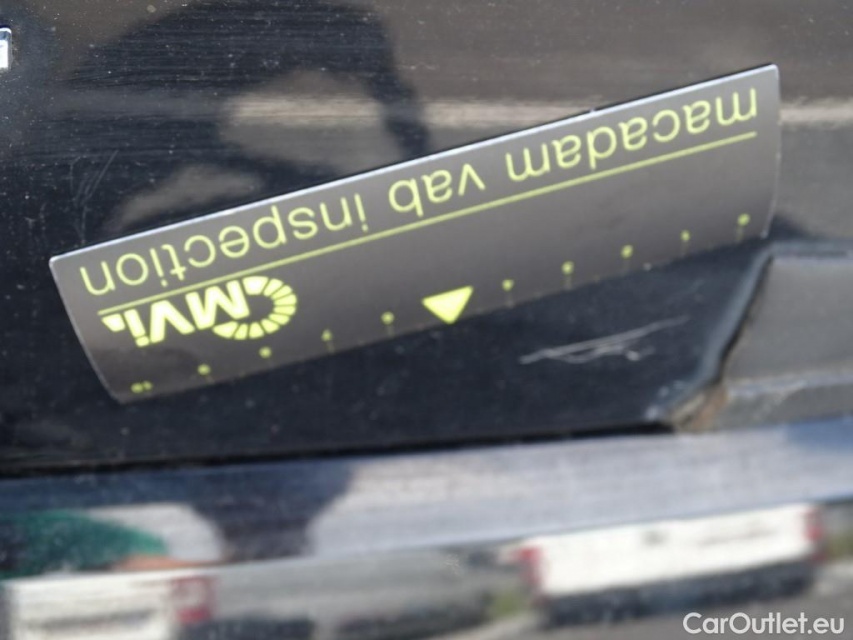 macadam vab inspection
CMVi.
CarOutlet.eu